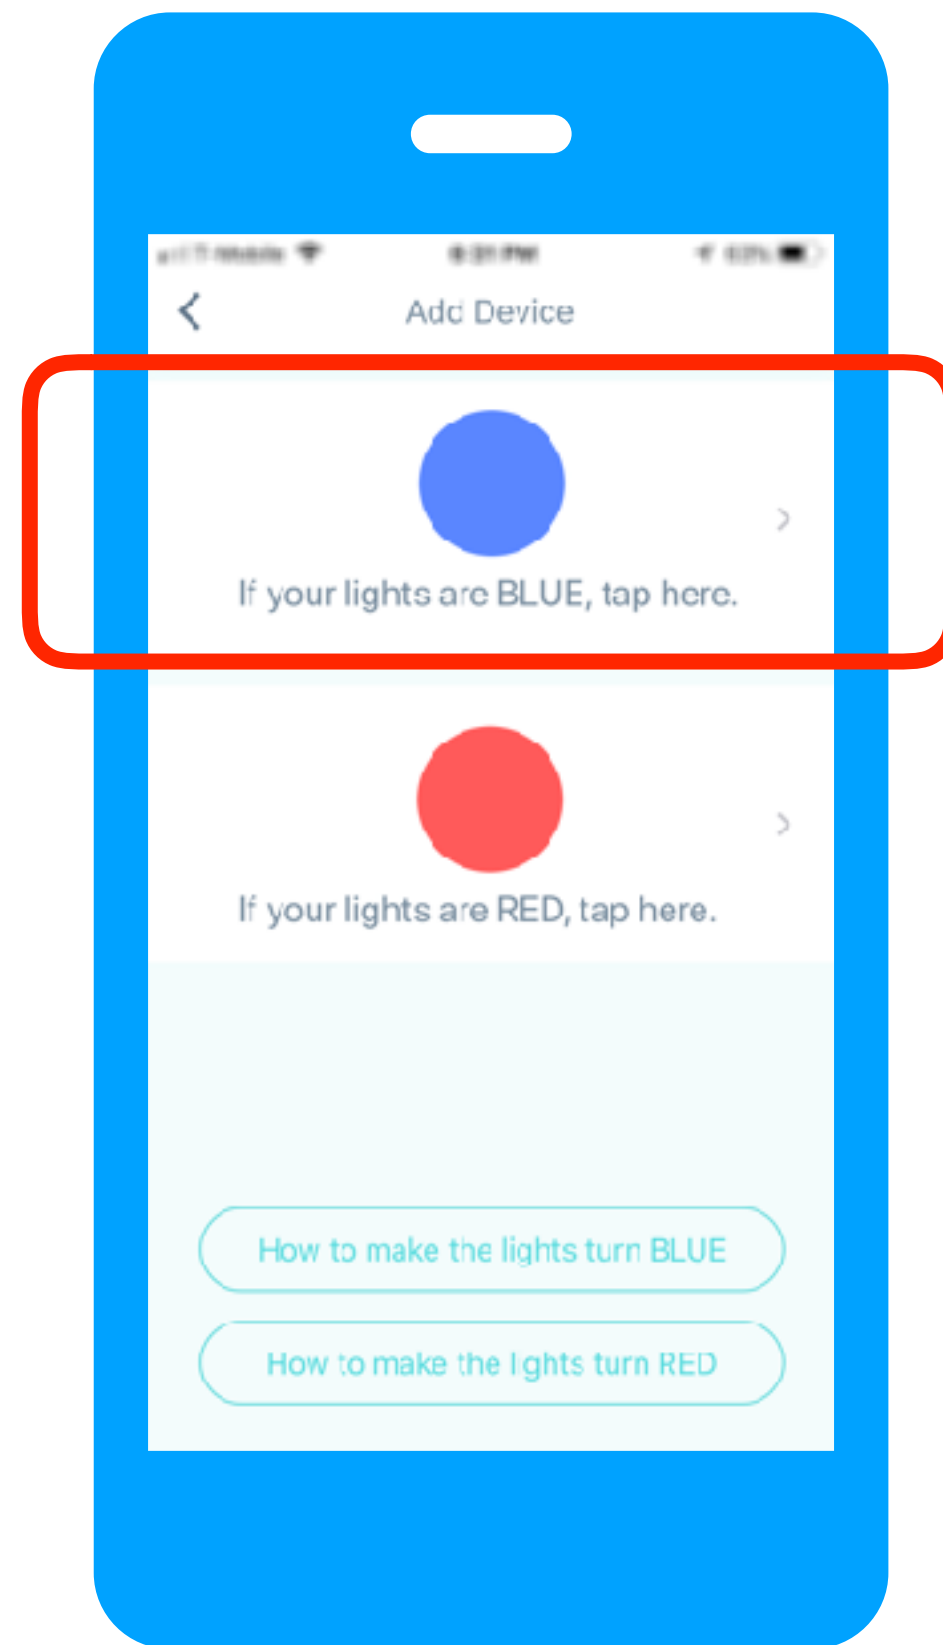 Add Device
If your lights are BLUE, tap here.
If your lights are RED, tap here.
How to make the lights turn BLUE
How to make the lights turn RED